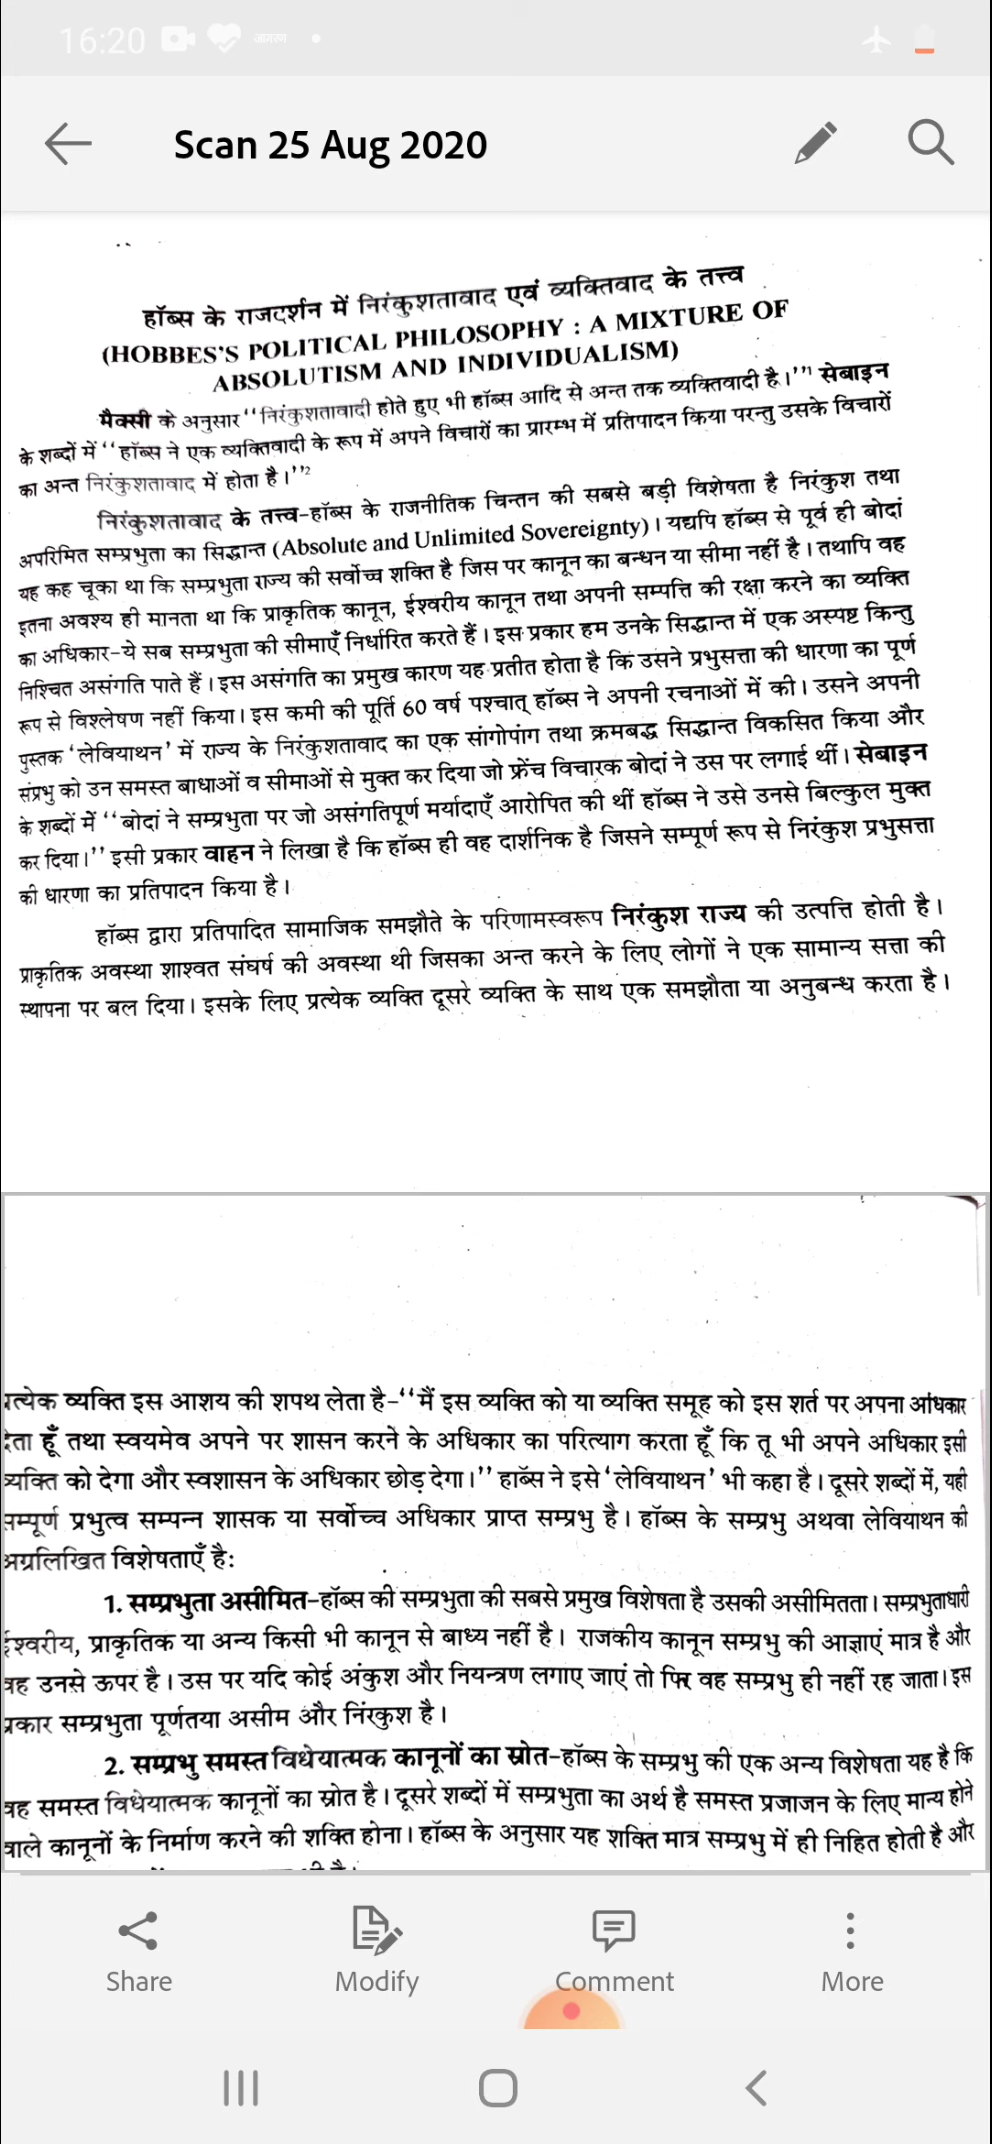 16:20
Scan 25 Aug 2020
हॉब्स के राजदर्शन में निरंकुशतावाद एवं व्यक्तिवाद के तत्त्व
(HOBBES'S POLITICAL PHILOSOPHY : A MIXTURE OF
ABSOLUTISM AND INDIVIDUALISM)
मैक्सी के अनुसार ''निरंकुशतावादी होते हुए भी हॉब्स आदि से अन्त तक व्यक्तिवादी है।''¹ सेबाइन
के शब्दों में ''हॉब्स ने एक व्यक्तिवादी के रूप में अपने विचारों का प्रारम्भ में प्रतिपादन किया परन्तु उसके विचारों
का अन्त निरंकुशतावाद में होता है।''²
निरंकुशतावाद के तत्त्व-हॉब्स के राजनीतिक चिन्तन की सबसे बड़ी विशेषता है निरंकुश तथा
अपरिमित सम्प्रभुता का सिद्धान्त (Absolute and Unlimited Sovereignty)। यद्यपि हॉब्स से पूर्व ही बोदां
यह कह चूका था कि सम्प्रभुता राज्य की सर्वोच्च शक्ति है जिस पर कानून का बन्धन या सीमा नहीं है। तथापि वह
इतना अवश्य ही मानता था कि प्राकृतिक कानून, ईश्वरीय कानून तथा अपनी सम्पत्ति की रक्षा करने का व्यक्ति
का अधिकार-ये सब सम्प्रभुता की सीमाएँ निर्धारित करते हैं। इस प्रकार हम उनके सिद्धान्त में एक अस्पष्ट किन्तु
निश्चित असंगति पाते हैं। इस असंगति का प्रमुख कारण यह प्रतीत होता है कि उसने प्रभुसत्ता की धारणा का पूर्ण
रूप से विश्लेषण नहीं किया। इस कमी की पूर्ति 60 वर्ष पश्चात् हॉब्स ने अपनी रचनाओं में की। उसने अपनी
पुस्तक 'लेवियाथन' में राज्य के निरंकुशतावाद का एक सांगोपांग तथा क्रमबद्ध सिद्धान्त विकसित किया और
संप्रभु को उन समस्त बाधाओं व सीमाओं से मुक्त कर दिया जो फ्रेंच विचारक बोदां ने उस पर लगाई थीं। सेबाइन
के शब्दों में ''बोदां ने सम्प्रभुता पर जो असंगतिपूर्ण मर्यादाएँ आरोपित की थीं हॉब्स ने उसे उनसे बिल्कुल मुक्त
कर दिया।'' इसी प्रकार वाहन ने लिखा है कि हॉब्स ही वह दार्शनिक है जिसने सम्पूर्ण रूप से निरंकुश प्रभुसत्ता
की धारणा का प्रतिपादन किया है।
हॉब्स द्वारा प्रतिपादित सामाजिक समझौते के परिणामस्वरूप निरंकुश राज्य की उत्पत्ति होती है।
प्राकृतिक अवस्था शाश्वत संघर्ष की अवस्था थी जिसका अन्त करने के लिए लोगों ने एक सामान्य सत्ता की
स्थापना पर बल दिया। इसके लिए प्रत्येक व्यक्ति दूसरे व्यक्ति के साथ एक समझौता या अनुबन्ध करता है।
प्रत्येक व्यक्ति इस आशय की शपथ लेता है-''मैं इस व्यक्ति को या व्यक्ति समूह को इस शर्त पर अपना अधिकार
देता हूँ तथा स्वयमेव अपने पर शासन करने के अधिकार का परित्याग करता हूँ कि तू भी अपने अधिकार इसी
व्यक्ति को देगा और स्वशासन के अधिकार छोड़ देगा।'' हाब्स ने इसे 'लेवियाथन' भी कहा है। दूसरे शब्दों में, यही
सम्पूर्ण प्रभुत्व सम्पन्न शासक या सर्वोच्च अधिकार प्राप्त सम्प्रभु है। हॉब्स के सम्प्रभु अथवा लेवियाथन की
अग्रलिखित विशेषताएँ है:
1. सम्प्रभुता असीमित-हॉब्स की सम्प्रभुता की सबसे प्रमुख विशेषता है उसकी असीमितता। सम्प्रभुताधारी
ईश्वरीय, प्राकृतिक या अन्य किसी भी कानून से बाध्य नहीं है। राजकीय कानून सम्प्रभु की आज्ञाएं मात्र है और
वह उनसे ऊपर है। उस पर यदि कोई अंकुश और नियन्त्रण लगाए जाएं तो फिर वह सम्प्रभु ही नहीं रह जाता। इस
प्रकार सम्प्रभुता पूर्णतया असीम और निंरकुश है।
2. सम्प्रभु समस्त विधेयात्मक कानूनों का स्रोत-हॉब्स के सम्प्रभु की एक अन्य विशेषता यह है कि
वह समस्त विधेयात्मक कानूनों का स्रोत है। दूसरे शब्दों में सम्प्रभुता का अर्थ है समस्त प्रजाजन के लिए मान्य होने
वाले कानूनों के निर्माण करने की शक्ति होना। हॉब्स के अनुसार यह शक्ति मात्र सम्प्रभु में ही निहित होती है और
Share
Modify
Comment
More